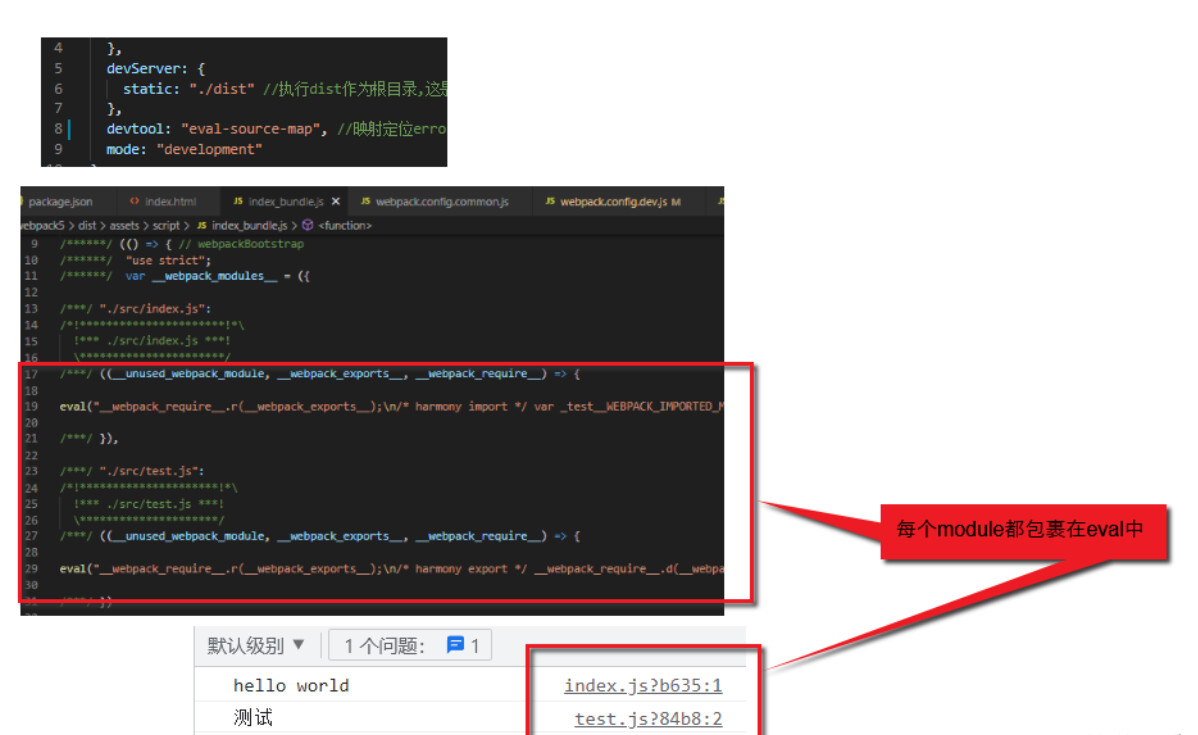 4 },
5 devServer: {
6 static: "./dist" //执行dist作为根目录,这是
7 },
8 devtool: "eval-source-map", //映射定位erro
9 mode: "development"
package.json index.html JS index_bundle.js × JS webpack.config.common.js JS webpack.config.dev.js M
webpack5 > dist > assets > script > JS index_bundle.js > <function>
9 /******/ (() => { // webpackBootstrap
10 /******/ "use strict";
11 /******/ var __webpack_modules__ = ({
12
13 /***/ "./src/index.js":
14 /*!**********************!*\
15 !*** ./src/index.js ***!
16 \**********************/
17 /***/ ((__unused_webpack_module, __webpack_exports__, __webpack_require__) => {
18
19 eval("__webpack_require__.r(__webpack_exports__);\n/* harmony import */ var _test__WEBPACK_IMPORTED_M
20
21 /***/ }),
22
23 /***/ "./src/test.js":
24 /*!*********************!*\
25 !*** ./src/test.js ***!
26 \*********************/
27 /***/ ((__unused_webpack_module, __webpack_exports__, __webpack_require__) => {
28
29 eval("__webpack_require__.r(__webpack_exports__);\n/* harmony export */ __webpack_require__.d(__webpa
30
31 /***/ })
每个module都包裹在eval中
默认级别 ▼ 1 个问题: 1
hello world index.js?b635:1
测试 test.js?84b8:2